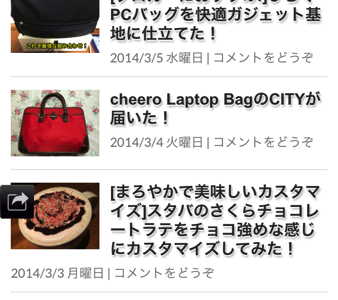 PCバッグを快適ガジェット基
地に仕立てた！
2014/3/5 水曜日 | コメントをどうぞ
cheero Laptop BagのCITYが
届いた！
2014/3/4 火曜日 | コメントをどうぞ
[まろやかで美味しいカスタマ
イズ]スタバのさくらチョコレ
ートラテをチョコ強めな感じ
にカスタマイズしてみた！
2014/3/3 月曜日 | コメントをどうぞ